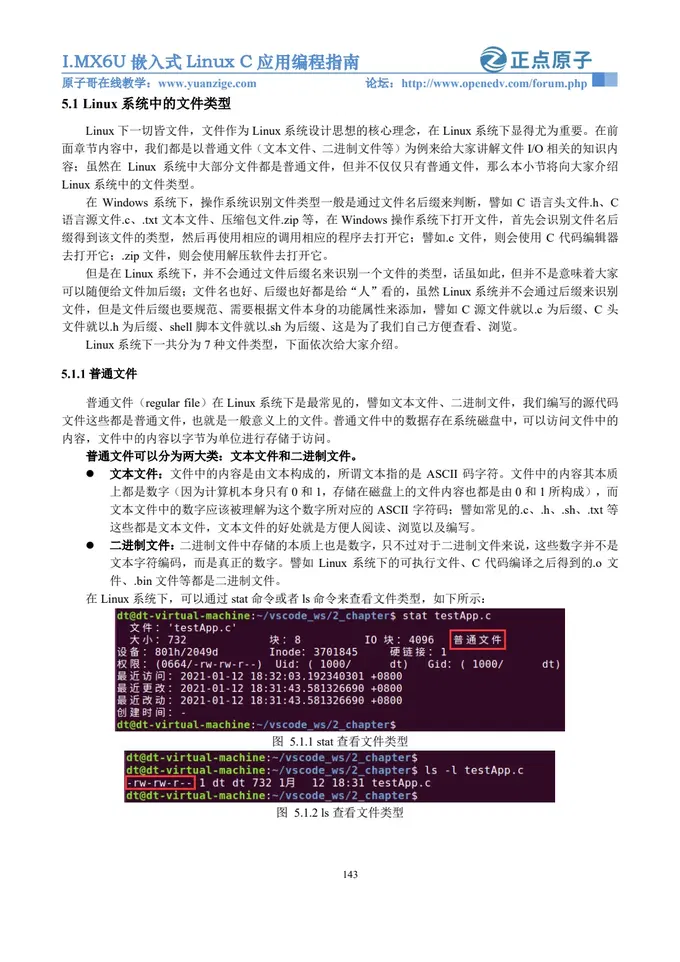 I.MX6U 嵌入式 Linux C 应用编程指南
正点原子
原子哥在线教学：www.yuanzige.com 论坛：http://www.openedv.com/forum.php
5.1 Linux 系统中的文件类型
Linux 下一切皆文件，文件作为 Linux 系统设计思想的核心理念，在 Linux 系统下显得尤为重要。在前
面章节内容中，我们都是以普通文件（文本文件、二进制文件等）为例来给大家讲解文件 I/O 相关的知识内
容；虽然在 Linux 系统中大部分文件都是普通文件，但并不仅仅只有普通文件，那么本小节将向大家介绍
Linux 系统中的文件类型。
在 Windows 系统下，操作系统识别文件类型一般是通过文件名后缀来判断，譬如 C 语言头文件.h、C
语言源文件.c、.txt 文本文件、压缩包文件.zip 等，在 Windows 操作系统下打开文件，首先会识别文件名后
缀得到该文件的类型，然后再使用相应的调用相应的程序去打开它；譬如.c 文件，则会使用 C 代码编辑器
去打开它；.zip 文件，则会使用解压软件去打开它。
但是在 Linux 系统下，并不会通过文件后缀名来识别一个文件的类型，话虽如此，但并不是意味着大家
可以随便给文件加后缀；文件名也好、后缀也好都是给“人”看的，虽然 Linux 系统并不会通过后缀来识别
文件，但是文件后缀也要规范、需要根据文件本身的功能属性来添加，譬如 C 源文件就以.c 为后缀、C 头
文件就以.h 为后缀、shell 脚本文件就以.sh 为后缀、这是为了我们自己方便查看、浏览。
Linux 系统下一共分为 7 种文件类型，下面依次给大家介绍。
5.1.1 普通文件
普通文件（regular file）在 Linux 系统下是最常见的，譬如文本文件、二进制文件，我们编写的源代码
文件这些都是普通文件，也就是一般意义上的文件。普通文件中的数据存在系统磁盘中，可以访问文件中的
内容，文件中的内容以字节为单位进行存储于访问。
普通文件可以分为两大类：文本文件和二进制文件。
● 文本文件：文件中的内容是由文本构成的，所谓文本指的是 ASCII 码字符。文件中的内容其本质
上都是数字（因为计算机本身只有 0 和 1，存储在磁盘上的文件内容也都是由 0 和 1 所构成），而
文本文件中的数字应该被理解为这个数字所对应的 ASCII 字符码；譬如常见的.c、.h、.sh、.txt 等
这些都是文本文件，文本文件的好处就是方便人阅读、浏览以及编写。
● 二进制文件：二进制文件中存储的本质上也是数字，只不过对于二进制文件来说，这些数字并不是
文本字符编码，而是真正的数字。譬如 Linux 系统下的可执行文件、C 代码编译之后得到的.o 文
件、.bin 文件等都是二进制文件。
在 Linux 系统下，可以通过 stat 命令或者 ls 命令来查看文件类型，如下所示：
dt@dt-virtual-machine:~/vscode_ws/2_chapter$ stat testApp.c
文件：'testApp.c'
大小：732 块：8 IO 块：4096 普通文件
设备：801h/2049d Inode：3701845 硬链接：1
权限：(0664/-rw-rw-r--) Uid：( 1000/ dt) Gid：( 1000/ dt)
最近访问：2021-01-12 18:32:03.192340301 +0800
最近更改：2021-01-12 18:31:43.581326690 +0800
最近改动：2021-01-12 18:31:43.581326690 +0800
创建时间：-
dt@dt-virtual-machine:~/vscode_ws/2_chapter$
图 5.1.1 stat 查看文件类型
dt@dt-virtual-machine:~/vscode_ws/2_chapter$
dt@dt-virtual-machine:~/vscode_ws/2_chapter$ ls -l testApp.c
-rw-rw-r-- 1 dt dt 732 1月 12 18:31 testApp.c
dt@dt-virtual-machine:~/vscode_ws/2_chapter$
图 5.1.2 ls 查看文件类型
143